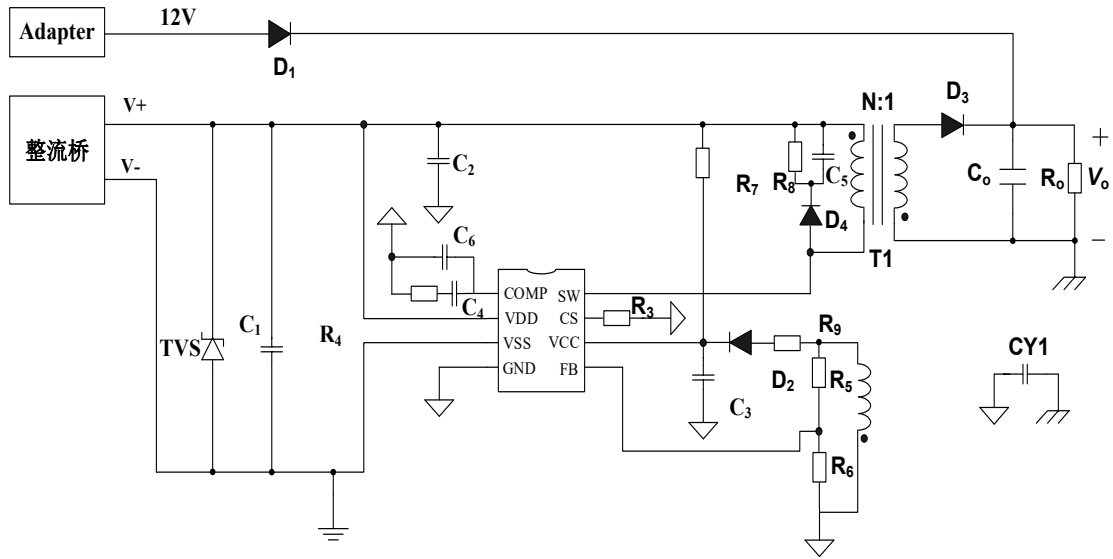 12V
Adapter
D1
N:1
D3
V+
整流桥
V-
C2
R7
R8
C5
Co
Ro
Vo
+
−
D4
T1
C6
C4
COMP
SW
R3
VDD
CS
C1
R4
TVS
VSS
VCC
R9
GND
FB
D2
R5
C3
CY1
R6